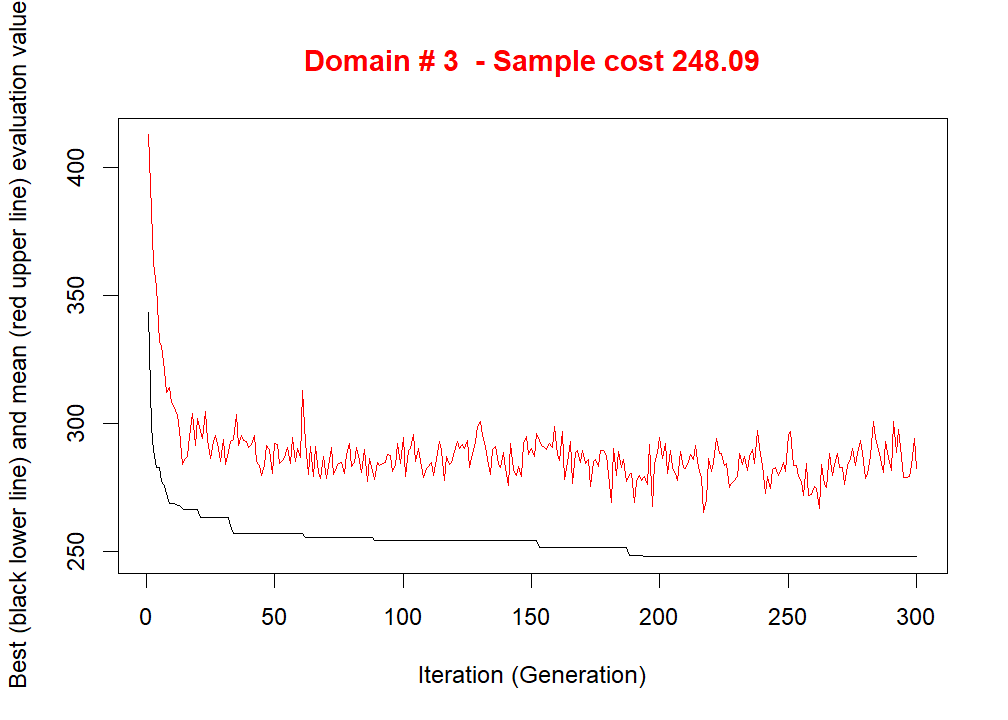 Domain # 3  - Sample cost 248.09
Best (black lower line) and mean (red upper line) evaluation value
400
350
300
250
0 50 100 150 200 250 300
Iteration (Generation)